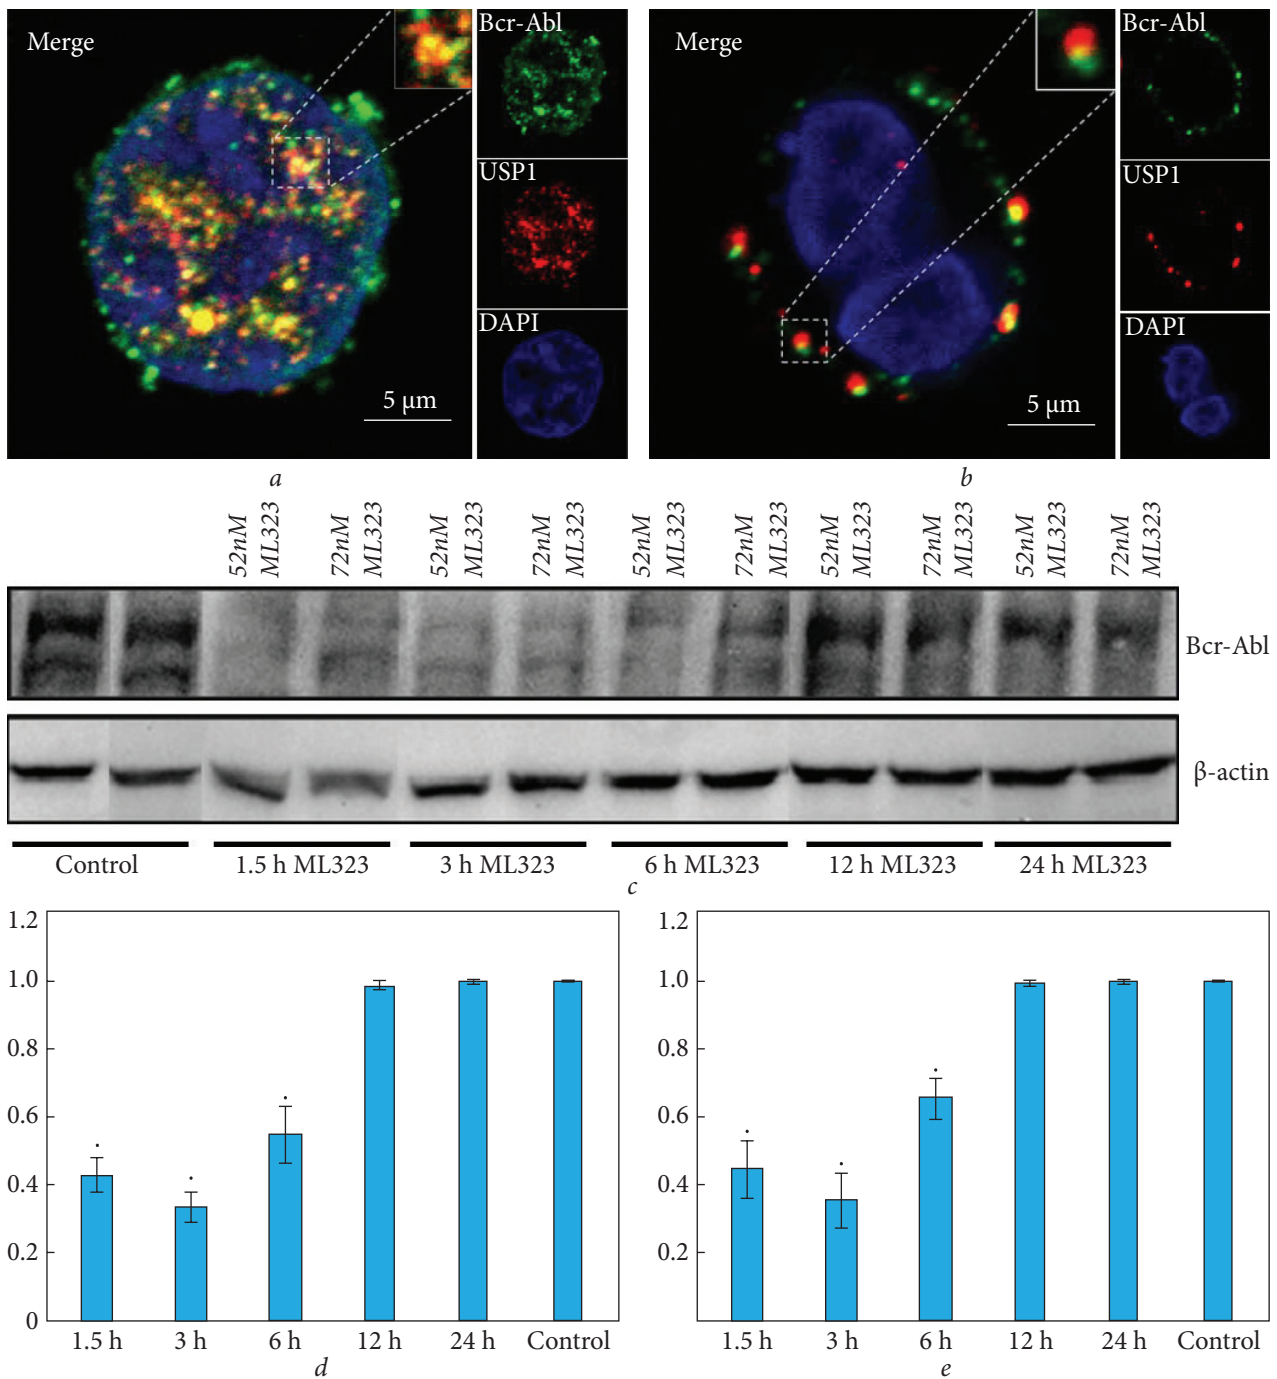 Merge
Bcr-Abl
USP1
DAPI
5 µm
a
Merge
Bcr-Abl
USP1
DAPI
5 µm
b
52nM ML323
72nM ML323
52nM ML323
72nM ML323
52nM ML323
72nM ML323
52nM ML323
72nM ML323
52nM ML323
72nM ML323
Bcr-Abl
β-actin
Control
1.5 h ML323
3 h ML323
6 h ML323
12 h ML323
24 h ML323
c
1.2
1.0
0.8
0.6
0.4
0.2
0
1.5 h
3 h
6 h
12 h
24 h
Control
d
1.2
1.0
0.8
0.6
0.4
0.2
1.5 h
3 h
6 h
12 h
24 h
Control
e